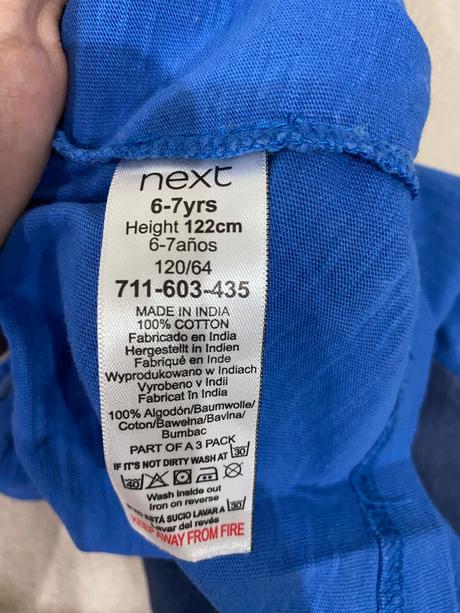 next
6-7yrs
Height 122cm
6-7años
120/64
711-603-435
MADE IN INDIA
100% COTTON
Fabricado en India
Hergestellt in Indien
Fabriqué en Inde
Wyprodukowano w Indiach
Vyrobeno v Indii
Fabricat în India
100% Algodón/Baumwolle/
Coton/Bawełna/Bavlna/
Bumbac
PART OF A 3 PACK
IF IT'S NOT DIRTY WASH AT 30
40
Wash inside out
Iron on reverse
ESTÁ SUCIO LAVAR A 30
Lavar del revés
KEEP AWAY FROM FIRE